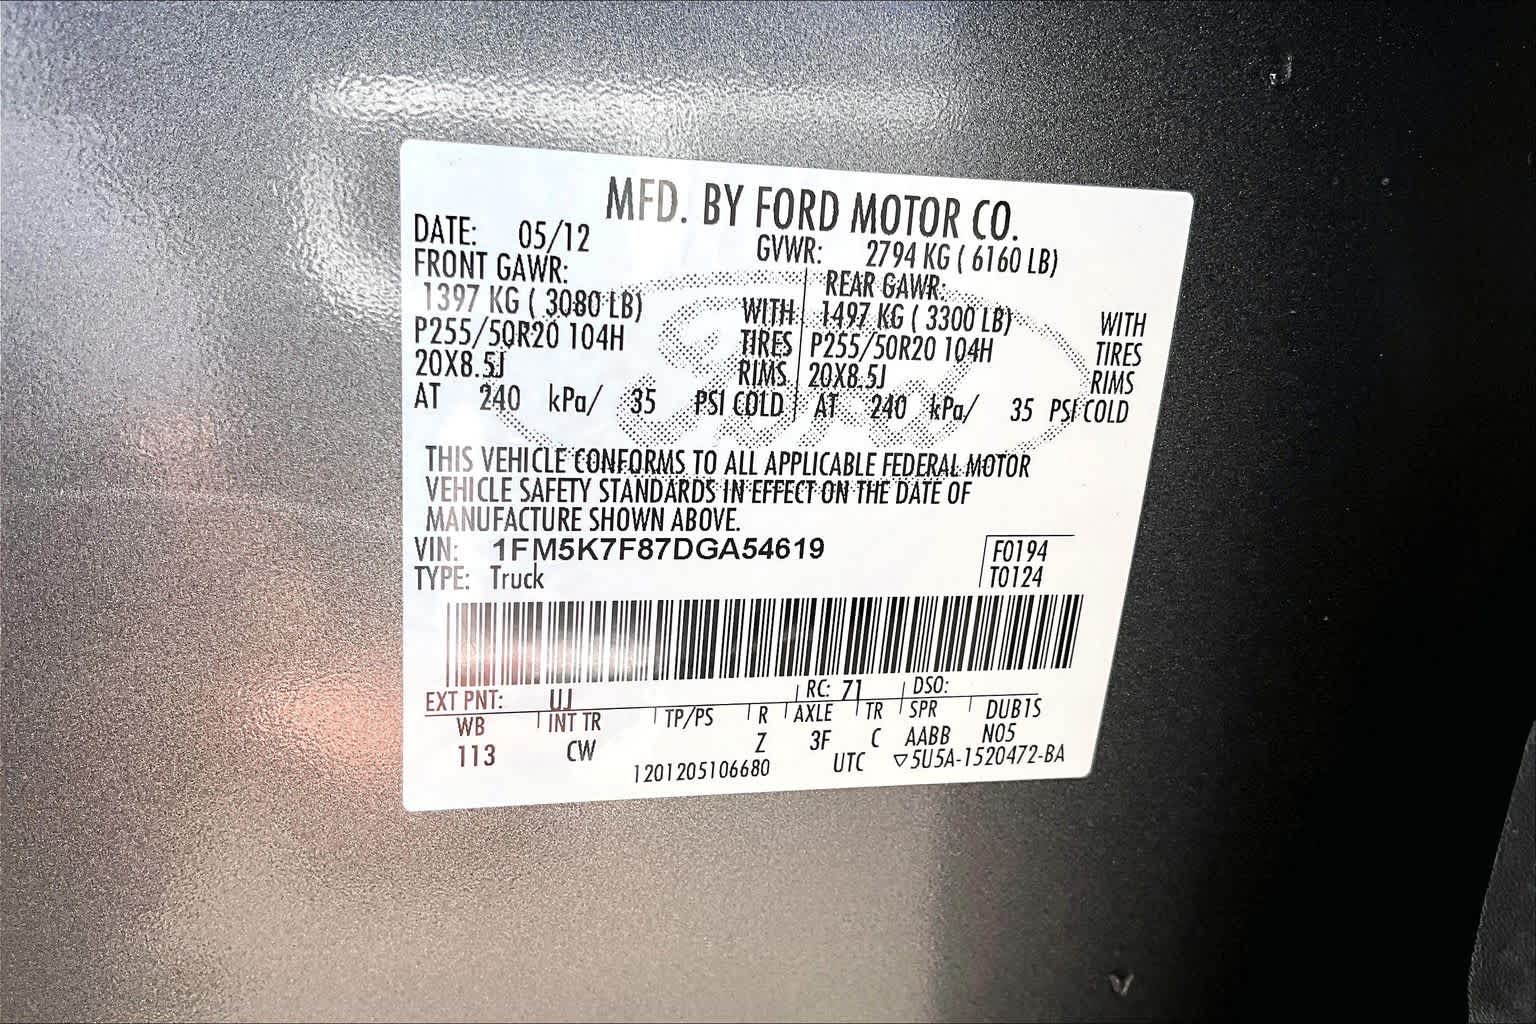 MFD. BY FORD MOTOR CO.
DATE: 05/12 GVWR: 2794 KG ( 6160 LB)
FRONT GAWR: REAR GAWR:
1397 KG ( 3080 LB) WITH 1497 KG ( 3300 LB) WITH
P255/50R20 104H TIRES P255/50R20 104H TIRES
20X8.5J RIMS 20X8.5J RIMS
AT 240 kPa/ 35 PSI COLD AT 240 kPa/ 35 PSI COLD
Ford
THIS VEHICLE CONFORMS TO ALL APPLICABLE FEDERAL MOTOR
VEHICLE SAFETY STANDARDS IN EFFECT ON THE DATE OF
MANUFACTURE SHOWN ABOVE.
VIN: 1FM5K7F87DGA54619 F0194
TYPE: Truck T0124
EXT PNT: UJ RC: 71 DSO:
WB INT TR TP/PS R AXLE TR SPR DUB1S
113 CW Z 3F C AABB N05
1201205106680 UTC ▽5U5A-1520472-BA